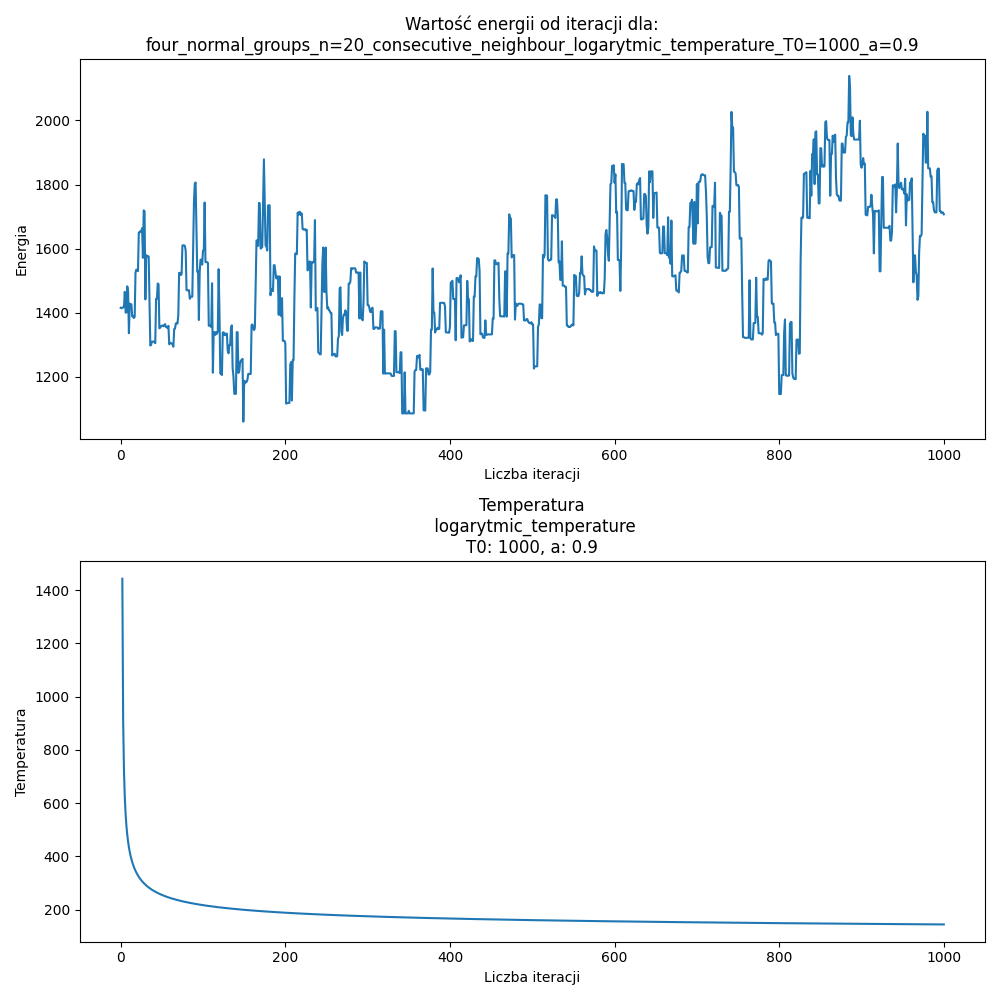 Wartość energii od iteracji dla:
four_normal_groups_n=20_consecutive_neighbour_logarytmic_temperature_T0=1000_a=0.9
2000
1800
1600
1400
1200
Energia
0 200 400 600 800 1000
Liczba iteracji
Temperatura
logarytmic_temperature
T0: 1000, a: 0.9
1400
1200
1000
800
600
400
200
Temperatura
0 200 400 600 800 1000
Liczba iteracji